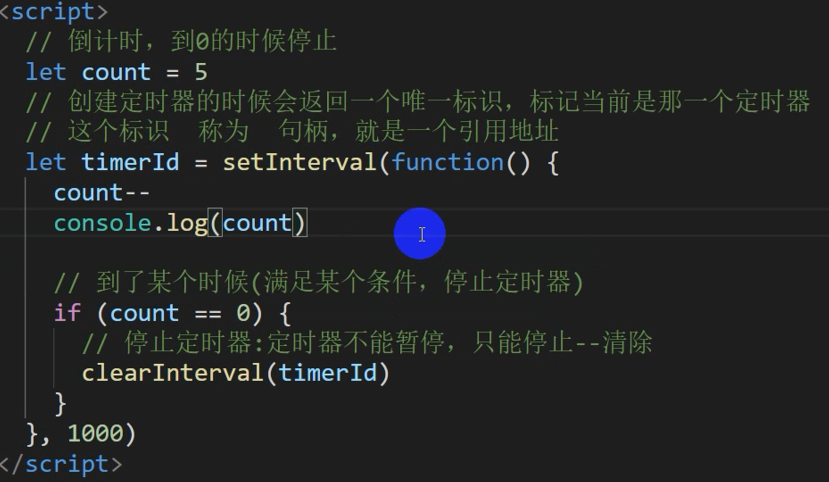 <script>
// 倒计时，到0的时候停止
let count = 5
// 创建定时器的时候会返回一个唯一标识，标记当前是那一个定时器
// 这个标识  称为  句柄，就是一个引用地址
let timerId = setInterval(function() {
count--
console.log(count)
// 到了某个时候(满足某个条件，停止定时器)
if (count == 0) {
// 停止定时器:定时器不能暂停，只能停止--清除
clearInterval(timerId)
}
}, 1000)
</script>